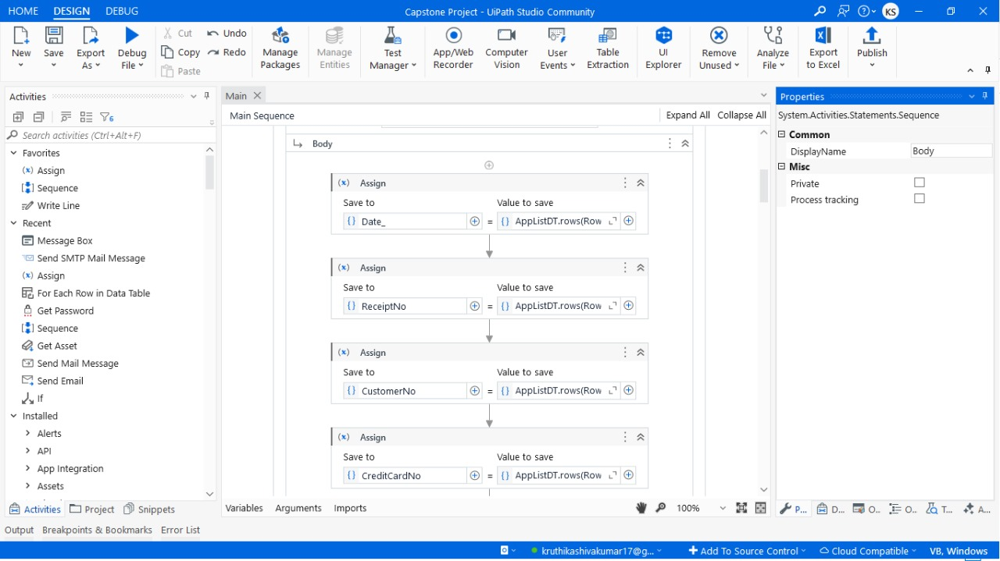 HOME DESIGN DEBUG Capstone Project - UiPath Studio Community KS
New Save Export As Debug File Cut Copy Paste Undo Redo Manage Packages Manage Entities Test Manager App/Web Recorder Computer Vision User Events Table Extraction UI Explorer Remove Unused Analyze File Export to Excel Publish
Activities
Search activities (Ctrl+Alt+F)
Favorites
Assign
Sequence
Write Line
Recent
Message Box
Send SMTP Mail Message
Assign
For Each Row in Data Table
Get Password
Sequence
Get Asset
Send Mail Message
Send Email
If
Installed
Alerts
API
App Integration
Assets
Activities Project Snippets
Main
Main Sequence Expand All Collapse All
Body
Assign
Save to Value to save
Date_ = AppListDT.rows(Row
Assign
Save to Value to save
ReceiptNo = AppListDT.rows(Row
Assign
Save to Value to save
CustomerNo = AppListDT.rows(Row
Assign
Save to Value to save
CreditCardNo = AppListDT.rows(Row
Variables Arguments Imports 100%
Properties
System.Activities.Statements.Sequence
Common
DisplayName Body
Misc
Private
Process tracking
P... D... O... O... T... A...
Output Breakpoints & Bookmarks Error List
kruthikashivakumar17@g... Add To Source Control Cloud Compatible VB, Windows